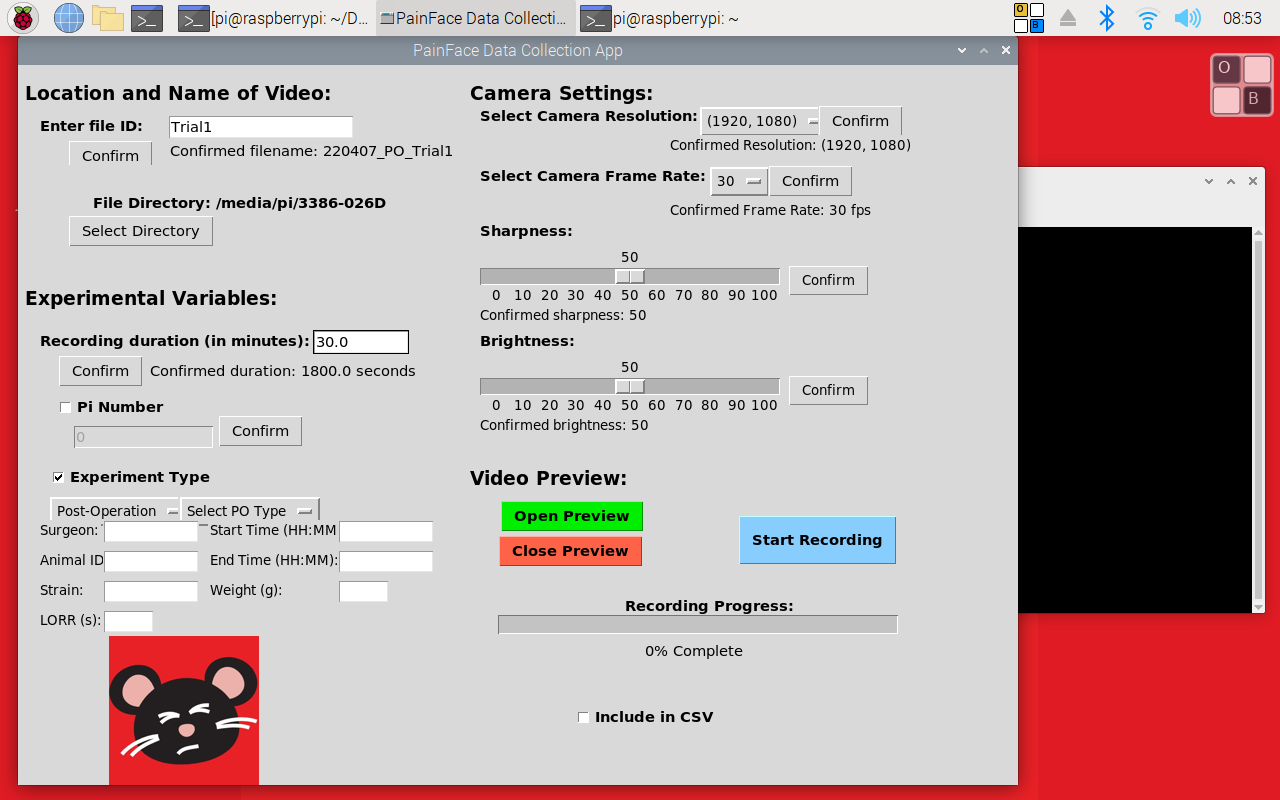 [pi@raspberrypi: ~/D... PainFace Data Collecti... pi@raspberrypi: ~ O B 08:53
PainFace Data Collection App
O
B
Location and Name of Video:
Enter file ID: Trial1
Confirm Confirmed filename: 220407_PO_Trial1
File Directory: /media/pi/3386-026D
Select Directory
Experimental Variables:
Recording duration (in minutes): 30.0
Confirm Confirmed duration: 1800.0 seconds
Pi Number
0 Confirm
Experiment Type
Post-Operation Select PO Type
Surgeon: Start Time (HH:MM
Animal ID End Time (HH:MM):
Strain: Weight (g):
LORR (s):
Camera Settings:
Select Camera Resolution: (1920, 1080) Confirm
Confirmed Resolution: (1920, 1080)
Select Camera Frame Rate: 30 Confirm
Confirmed Frame Rate: 30 fps
Sharpness:
50
Confirm
0 10 20 30 40 50 60 70 80 90 100
Confirmed sharpness: 50
Brightness:
50
Confirm
0 10 20 30 40 50 60 70 80 90 100
Confirmed brightness: 50
Video Preview:
Open Preview
Close Preview
Start Recording
Recording Progress:
0% Complete
Include in CSV